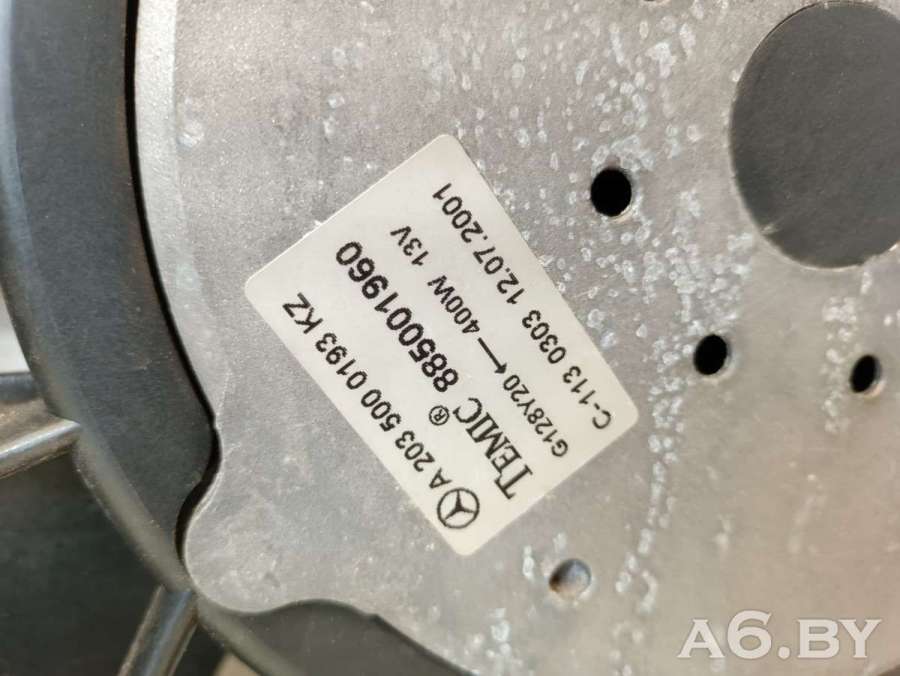 A 203 500 0193 KZ
TEMIC® 885001960
G128Y20 ← 400W 13V
C-113 0303 12.07.2001
A6.BY